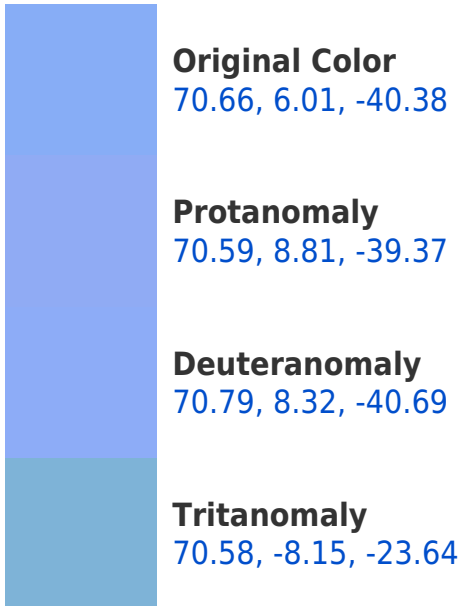 Original Color
70.66, 6.01, -40.38
Protanomaly
70.59, 8.81, -39.37
Deuteranomaly
70.79, 8.32, -40.69
Tritanomaly
70.58, -8.15, -23.64